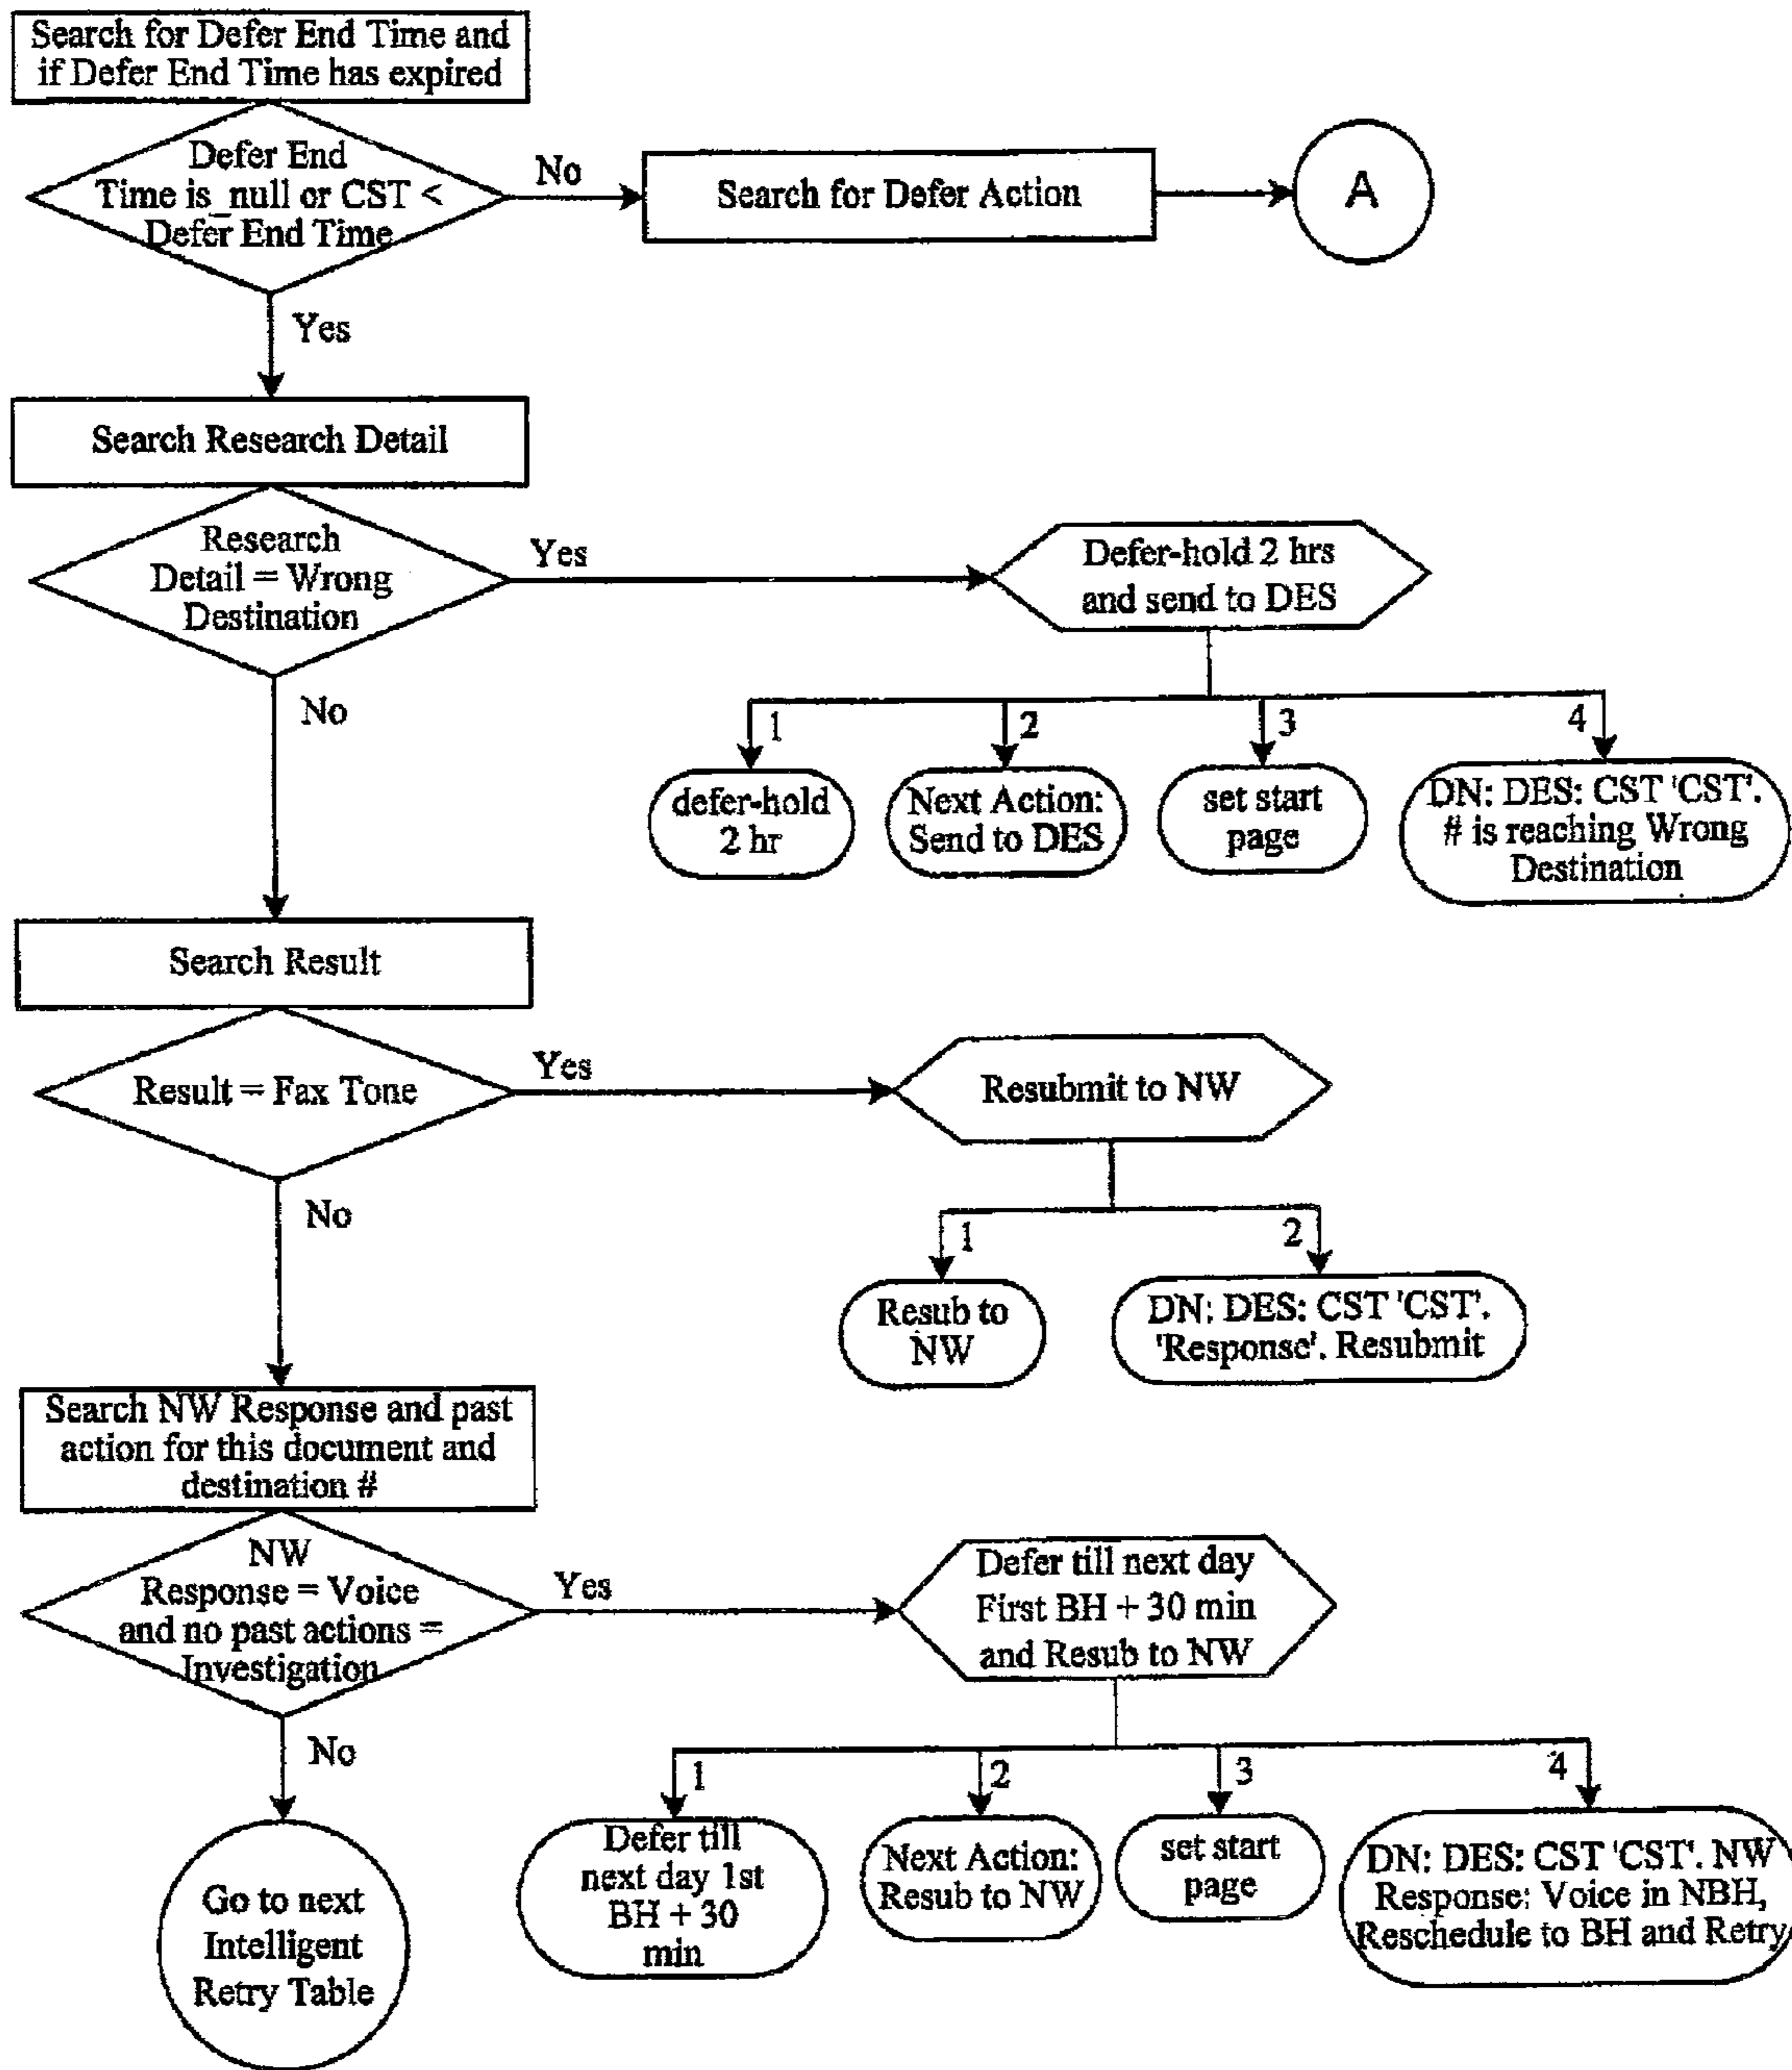 Search for Defer End Time and
if Defer End Time has expired
Defer End
Time is_null or CST <
Defer End Time
No
Search for Defer Action
A
Yes
Search Research Detail
Research
Detail = Wrong
Destination
Yes
Defer-hold 2 hrs
and send to DES
No
1
2
3
4
defer-hold
2 hr
Next Action:
Send to DES
set start
page
DN: DES: CST 'CST'.
# is reaching Wrong
Destination
Search Result
Result = Fax Tone
Yes
Resubmit to NW
No
1
2
Resub to
NW
DN: DES: CST 'CST'.
'Response'. Resubmit
Search NW Response and past
action for this document and
destination #
NW
Response = Voice
and no past actions =
Investigation
Yes
Defer till next day
First BH + 30 min
and Resub to NW
No
1
2
3
4
Defer till
next day 1st
BH + 30
min
Next Action:
Resub to NW
set start
page
DN: DES: CST 'CST'. NW
Response: Voice in NBH,
Reschedule to BH and Retry
Go to next
Intelligent
Retry Table